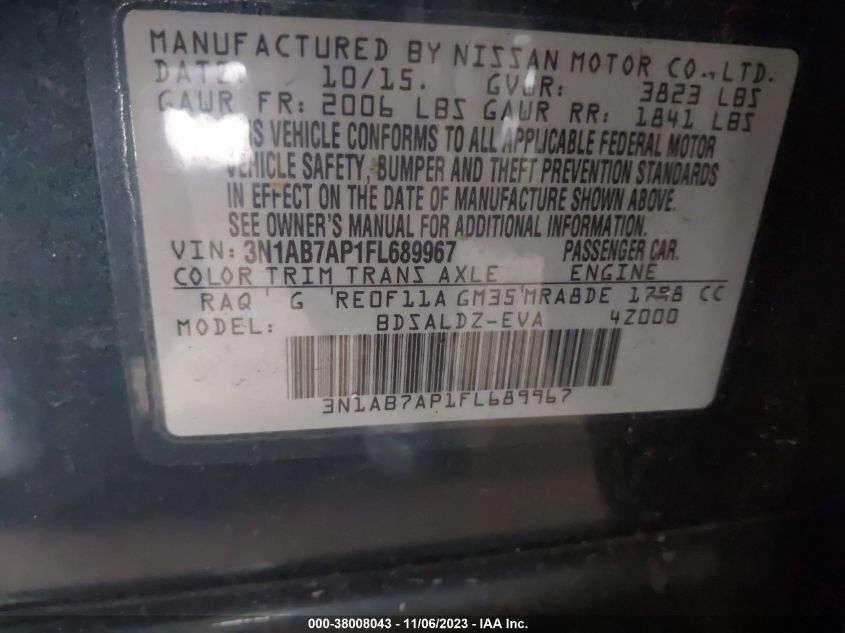 MANUFACTURED BY NISSAN MOTOR CO., LTD.
DATE: 10/15. GVWR: 3823 LBS
GAWR FR: 2006 LBS GAWR RR: 1841 LBS
VEHICLE CONFORMS TO ALL APPLICABLE FEDERAL MOTOR
VEHICLE SAFETY, BUMPER AND THEFT PREVENTION STANDARDS
IN EFFECT ON THE DATE OF MANUFACTURE SHOWN ABOVE.
SEE OWNER'S MANUAL FOR ADDITIONAL INFORMATION.
VIN: 3N1AB7AP1FL689967 PASSENGER CAR.
COLOR TRIM TRANS AXLE ENGINE
RAQ G RE0F11A GM35 MRA8DE CC
MODEL: BDSALDZ-EVA 4Z000
3N1AB7AP1FL689967
000-38008043 - 11/06/2023 - IAA Inc.